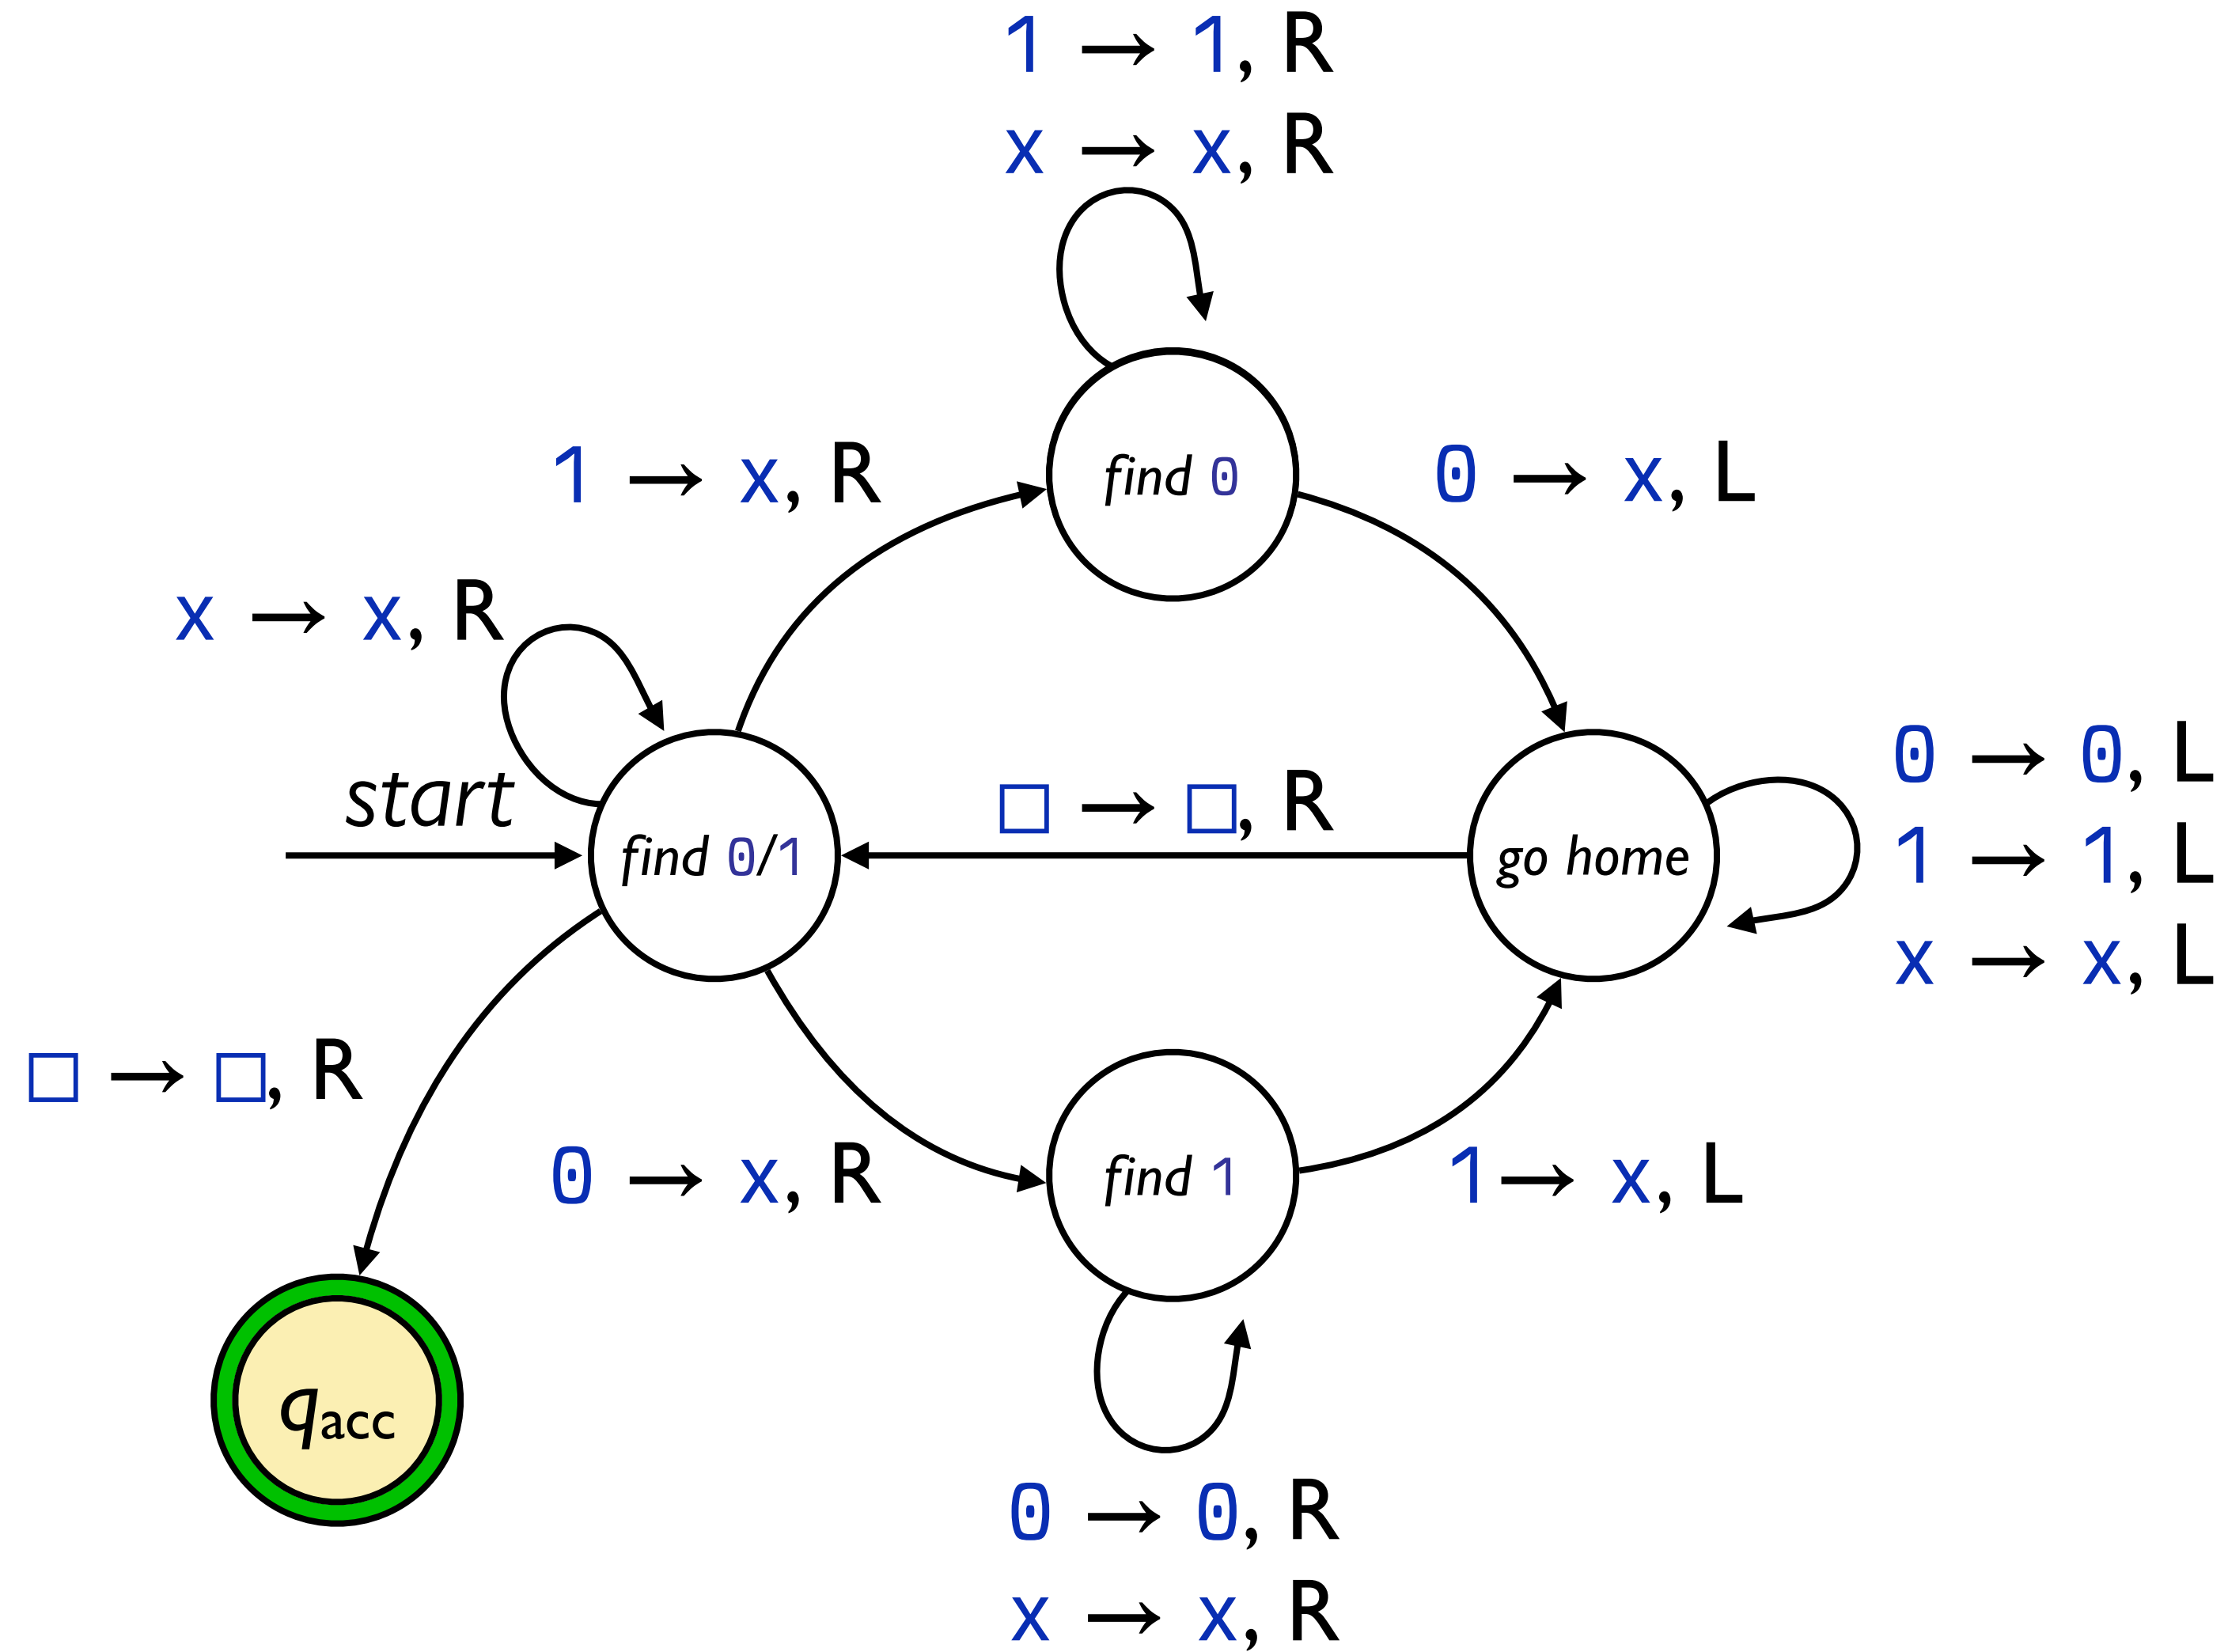 1 → 1, R
x → x, R
find 0
1 → x, R
0 → x, L
x → x, R
start
find 0/1
□ → □, R
go home
0 → 0, L
1 → 1, L
x → x, L
□ → □, R
0 → x, R
find 1
1→ x, L
qacc
0 → 0, R
x → x, R